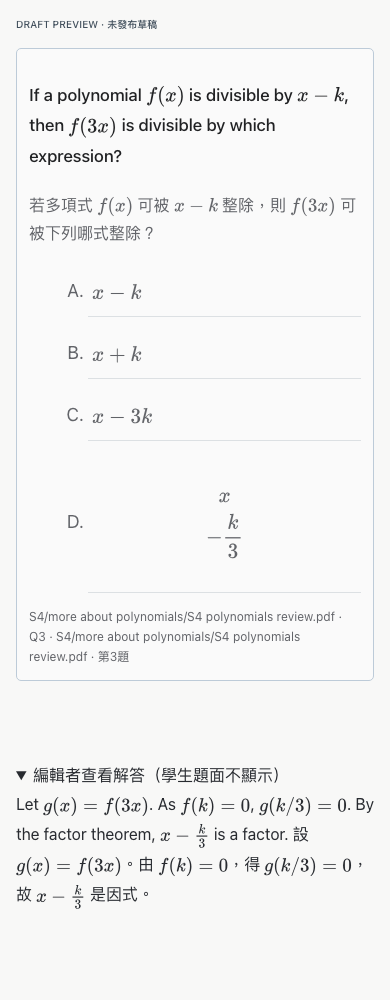 DRAFT PREVIEW · 未發布草稿
If a polynomial f(x) is divisible by x − k,
then f(3x) is divisible by which
expression?
若多項式 f(x) 可被 x − k 整除，則 f(3x) 可
被下列哪式整除？
A. x − k
B. x + k
C. x − 3k
D. x − k/3
S4/more about polynomials/S4 polynomials review.pdf ·
Q3 · S4/more about polynomials/S4 polynomials
review.pdf · 第3題
▼ 編輯者查看解答（學生題面不顯示）
Let g(x) = f(3x). As f(k) = 0, g(k/3) = 0. By
the factor theorem, x − k/3 is a factor. 設
g(x) = f(3x)。由 f(k) = 0，得 g(k/3) = 0，
故 x − k/3 是因式。